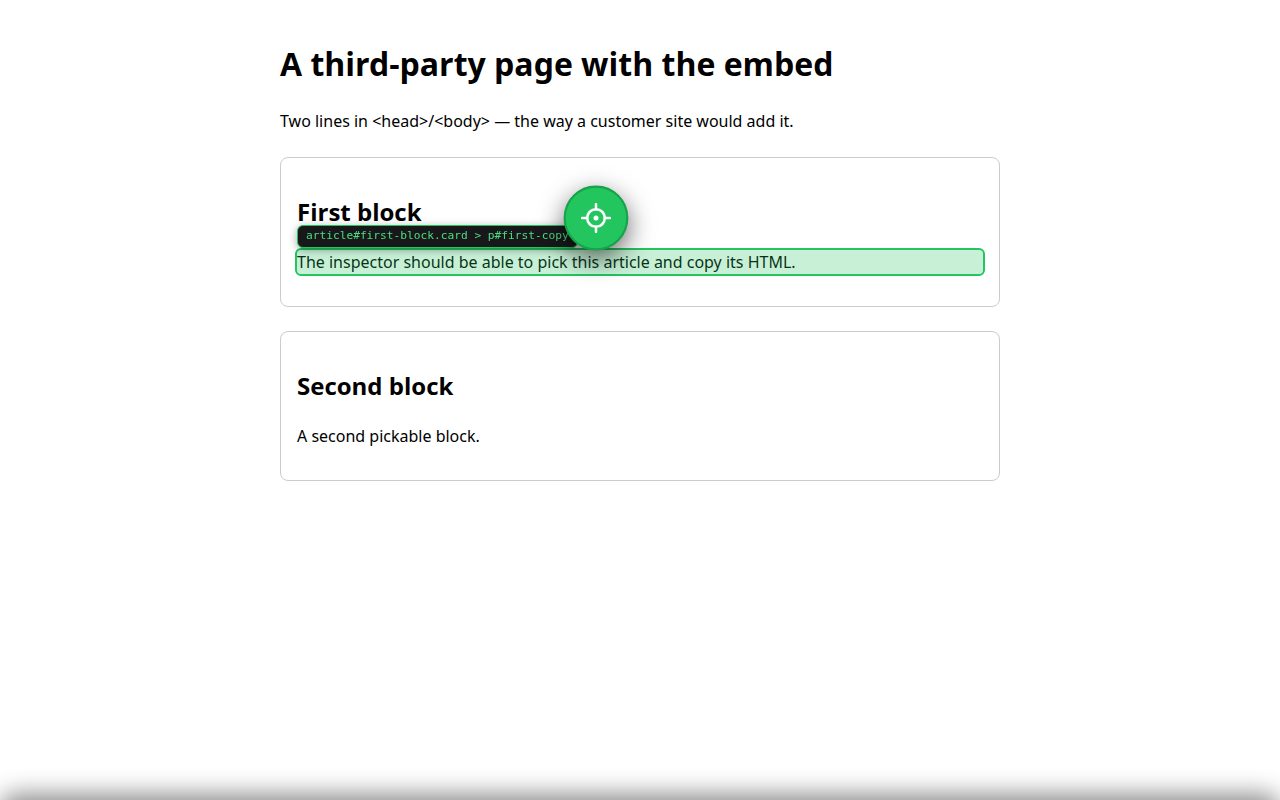 A third-party page with the embed
Two lines in <head>/<body> — the way a customer site would add it.
First block
article#first-block.card > p#first-copy
The inspector should be able to pick this article and copy its HTML.
Second block
A second pickable block.